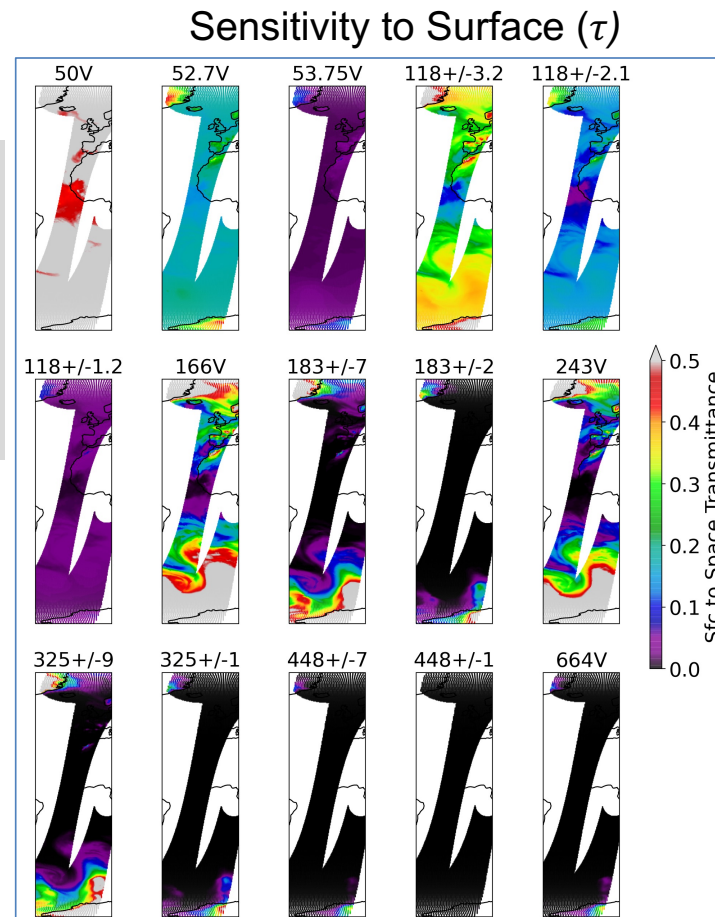 Sensitivity to Surface (τ)
50V 52.7V 53.75V 118+/-3.2 118+/-2.1
118+/-1.2 166V 183+/-7 183+/-2 243V
325+/-9 325+/-1 448+/-7 448+/-1 664V
0.5
0.4
0.3
0.2
0.1
0.0
Sfc to Space Transmittance